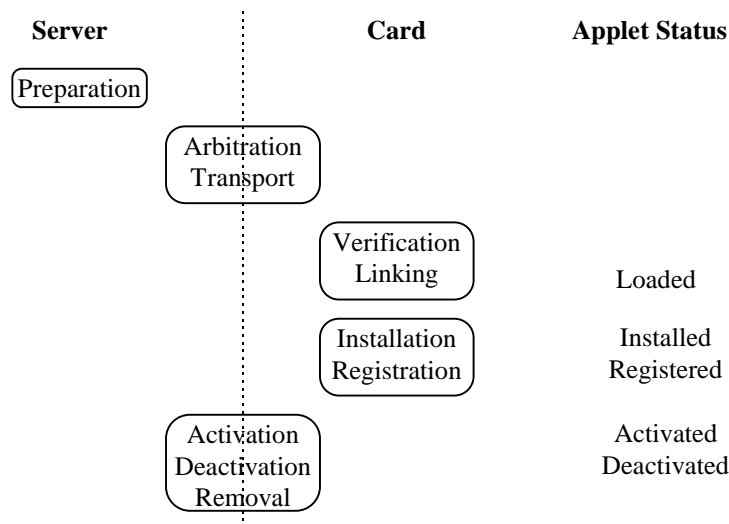 Server Card Applet Status
Preparation
Arbitration
Transport
Verification
Linking Loaded
Installation Installed
Registration Registered
Activation Activated
Deactivation Deactivated
Removal